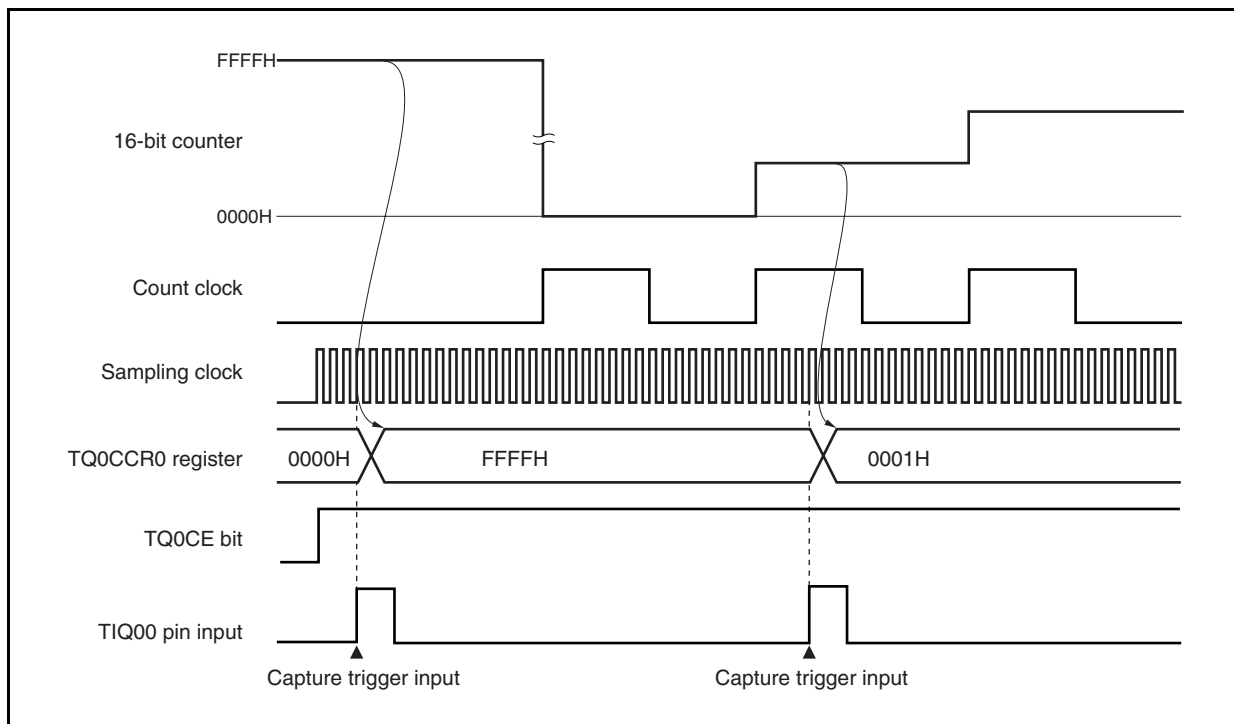 FFFFH
16-bit counter
0000H
Count clock
Sampling clock
TQ0CCR0 register
0000H
FFFFH
0001H
TQ0CE bit
TIQ00 pin input
Capture trigger input
Capture trigger input